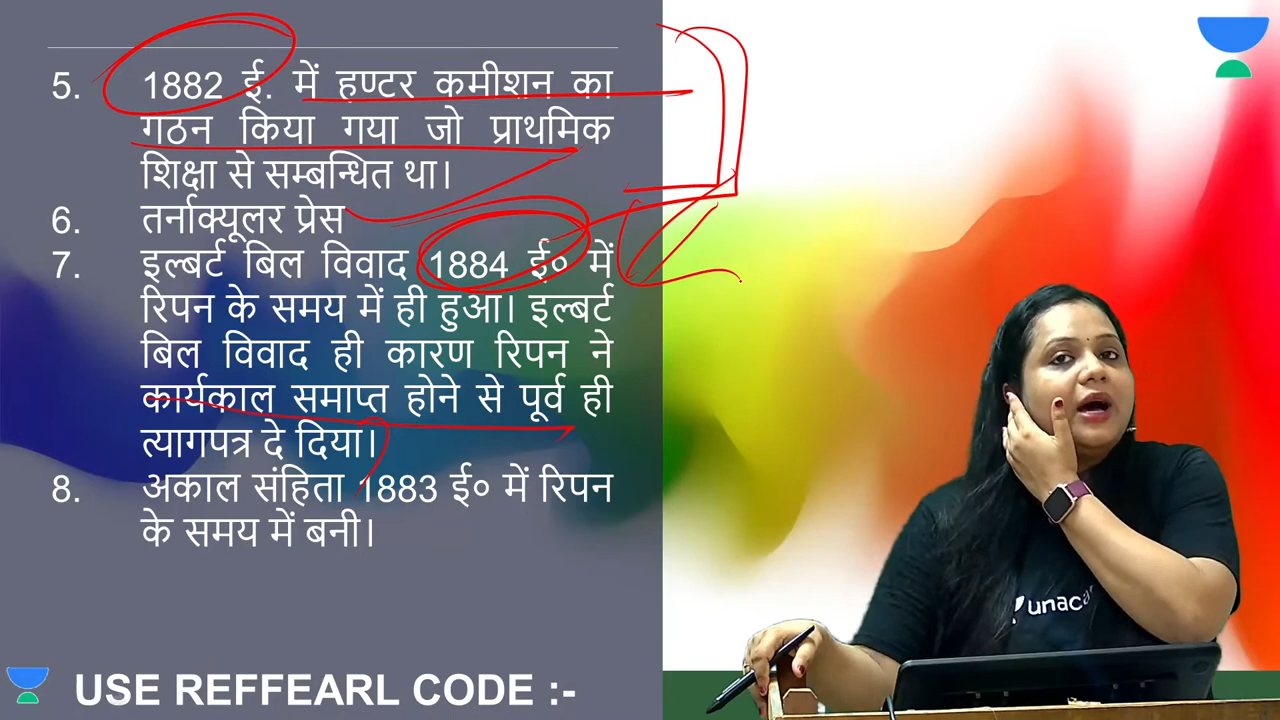 5. 1882 ई. में हण्टर कमीशन का
गठन किया गया जो प्राथमिक
शिक्षा से सम्बन्धित था।
6. तर्नाक्यूलर प्रेस
7. इल्बर्ट बिल विवाद 1884 ई० में
रिपन के समय में ही हुआ। इल्बर्ट
बिल विवाद ही कारण रिपन ने
कार्यकाल समाप्त होने से पूर्व ही
त्यागपत्र दे दिया।
8. अकाल संहिता 1883 ई० में रिपन
के समय में बनी।
USE REFFEARL CODE :-